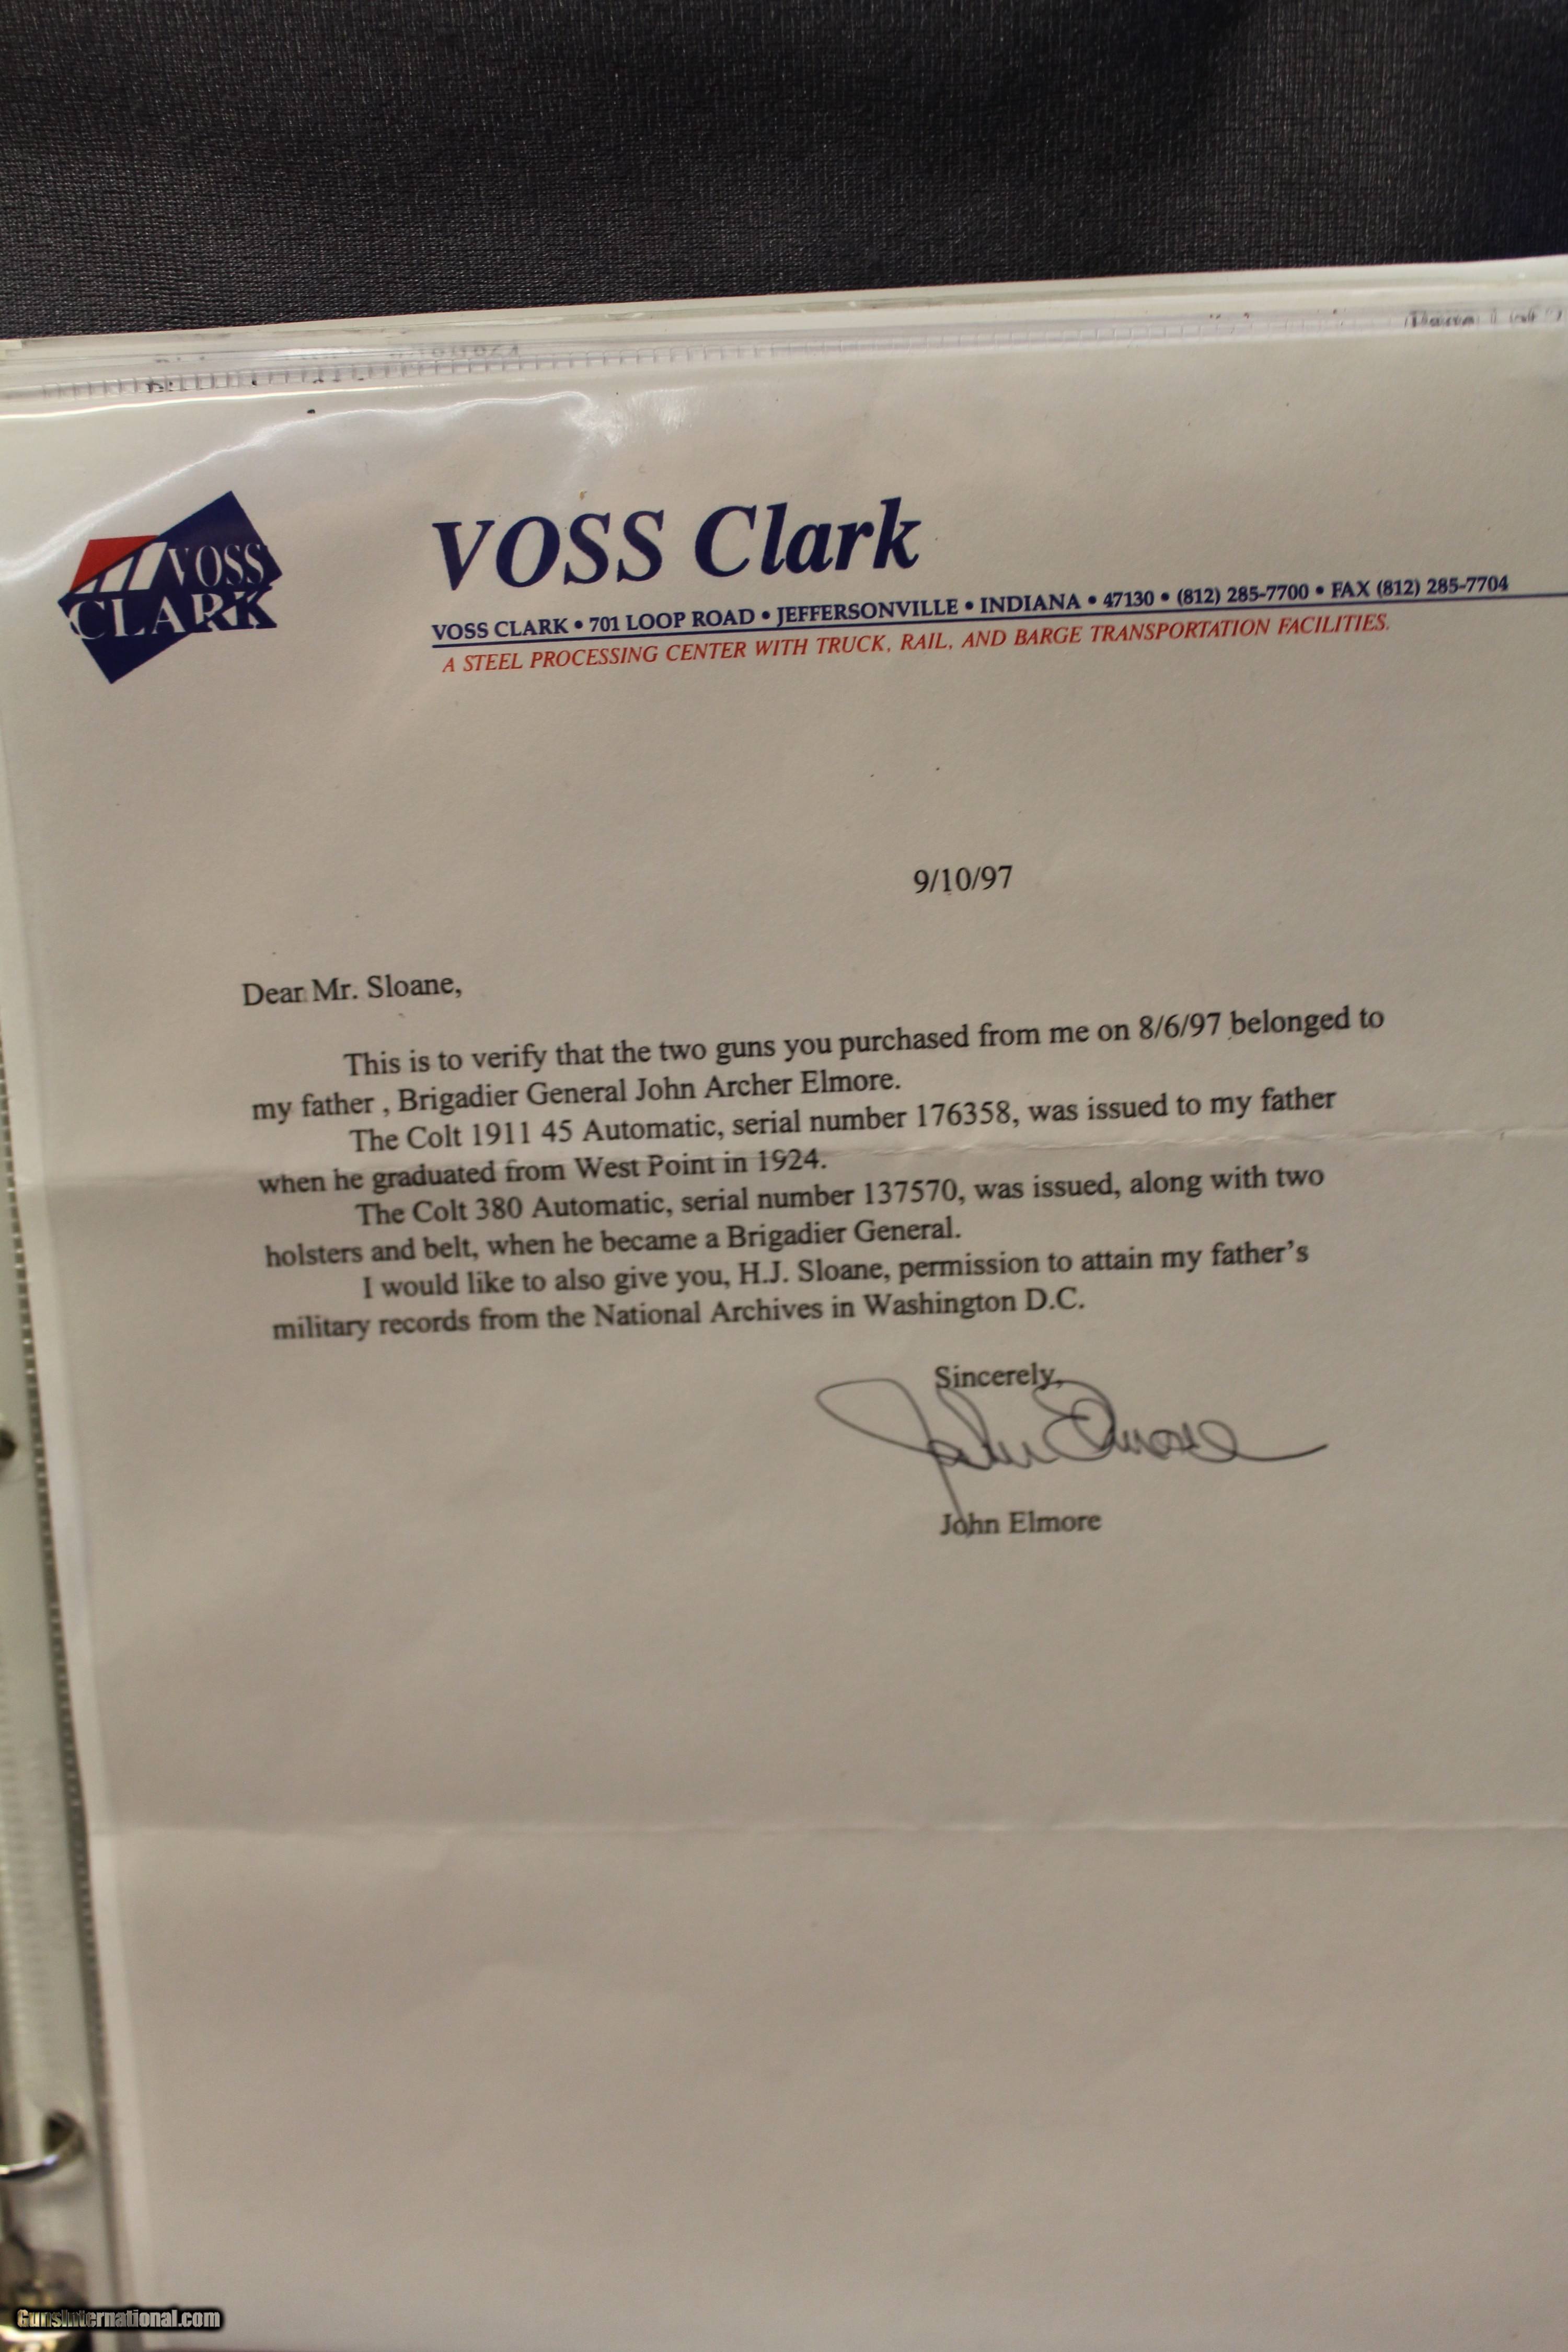 VOSS
CLARK
VOSS Clark
VOSS CLARK • 701 LOOP ROAD • JEFFERSONVILLE • INDIANA • 47130 • (812) 285-7700 • FAX (812) 285-7704
A STEEL PROCESSING CENTER WITH TRUCK, RAIL, AND BARGE TRANSPORTATION FACILITIES.
9/10/97
Dear Mr. Sloane,
This is to verify that the two guns you purchased from me on 8/6/97 belonged to
my father , Brigadier General John Archer Elmore.
The Colt 1911 45 Automatic, serial number 176358, was issued to my father
when he graduated from West Point in 1924.
The Colt 380 Automatic, serial number 137570, was issued, along with two
holsters and belt, when he became a Brigadier General.
I would like to also give you, H.J. Sloane, permission to attain my father's
military records from the National Archives in Washington D.C.
Sincerely,
John Elmore
John Elmore
GunsInternational.com